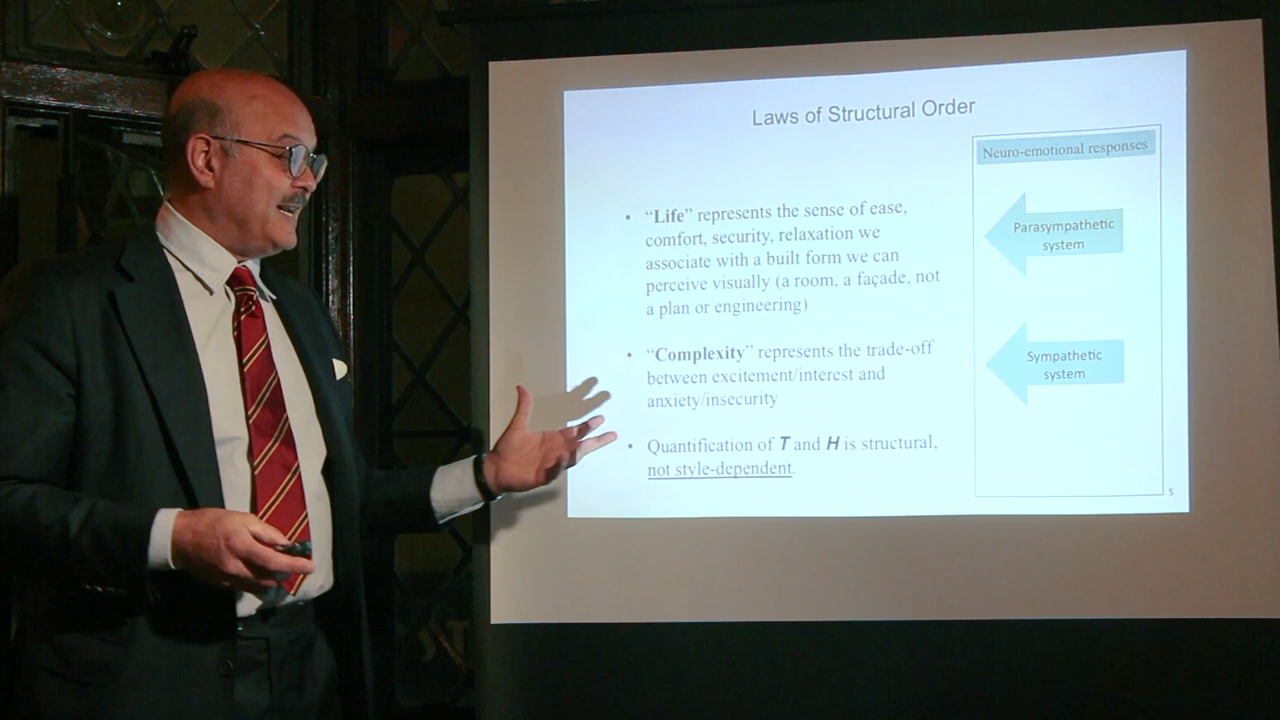 Laws of Structural Order
Neuro-emotional responses
• “Life” represents the sense of ease,
comfort, security, relaxation we
associate with a built form we can
perceive visually (a room, a façade, not
a plan or engineering)
Parasympathetic
system
• “Complexity” represents the trade-off
between excitement/interest and
anxiety/insecurity
Sympathetic
system
• Quantification of T and H is structural,
not style-dependent.
5